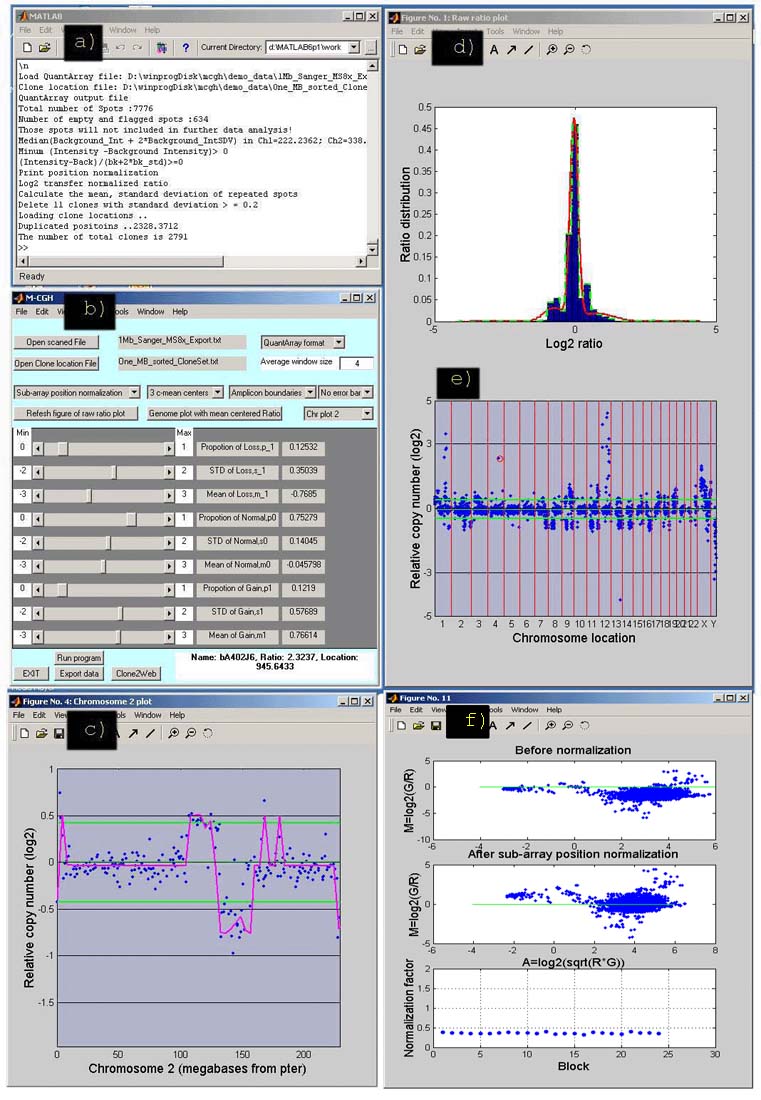 MATLAB
File Edit Window Help
a)
Current Directory: d:\MATLAB6p1\work
\n
Load QuantArray file: D:\winprogDisk\mcgh\demo_data\1Mb_Sanger_MS8x_Ex
Clone location file: D:\winprogDisk\mcgh\demo_data\One_MB_sorted_Clone
QuantArray output file
Total number of Spots :7776
Number of empty and flagged spots :634
Those spots will not included in further data analysis!
Median(Background_Int + 2*Background_IntSDV) in Ch1=222.2362; Ch2=338.
Minum (Intensity -Background Intensity)> 0
(Intensity-Back)/(bk+2*bk_std)>=0
Print position normalization
Log2 transfer normalized ratio
Calculate the mean, standard deviation of repeated spots
Delete 11 clones with standard deviation > = 0.2
Loading clone locations ..
Duplicated positoins ..2328.3712
The number of total clones is 2791
>>
Ready
M-CGH
File Edit Tools Window Help
b)
Open scaned File 1Mb_Sanger_MS8x_Export.txt QuantArray format
Open Clone location File One_MB_sorted_CloneSet.txt Average window size 4
Sub-array position normalization 3 c-mean centers Amplicon boundaries No error bar
Refesh figure of raw ratio plot Genome plot with mean centered Ratio Chr plot 2
Min Max
0 1 Propotion of Loss,p_1 0.12532
-2 2 STD of Loss,s_1 0.35039
-3 3 Mean of Loss,m_1 -0.7685
0 1 Propotion of Normal,p0 0.75279
-2 2 STD of Normal,s0 0.14045
-3 3 Mean of Normal,m0 -0.045798
0 1 Propotion of Gain,p1 0.1219
-2 2 STD of Gain,s1 0.57689
-3 3 Mean of Gain,m1 0.76614
Run program
EXIT Export data Clone2Web
Name: bA402J6, Ratio: 2.3237, Location:
945.6433
Figure No. 4: Chromosome 2 plot
File Edit Tools Window Help
c)
1
0.5
0
-0.5
-1
-1.5
0 50 100 150 200
Relative copy number (log2)
Chromosome 2 (megabases from pter)
Figure No. 1: Raw ratio plot
File Edit Tools Window Help
d)
0.5
0.45
0.4
0.35
0.3
0.25
0.2
0.15
0.1
0.05
0
-5 0 5
Ratio distribution
Log2 ratio
e)
5
3
0
-3
-5
Relative copy number (log2)
1 2 3 4 5 6 7 8 9 10 11 12 13 14 15 16 17 18 19 20 21 22 X Y
Chromosome location
Figure No. 11
File Edit Tools Window Help
f)
Before normalization
5
0
-5
-10
M=log2(G/R)
-4 -2 0 2 4 6
After sub-array position normalization
5
0
-5
M=log2(G/R)
-6 -4 -2 0 2 4 6 8
A=log2(sqrt(R*G))
2
1.5
1
0.5
0
Normalization factor
0 5 10 15 20 25 30
Block